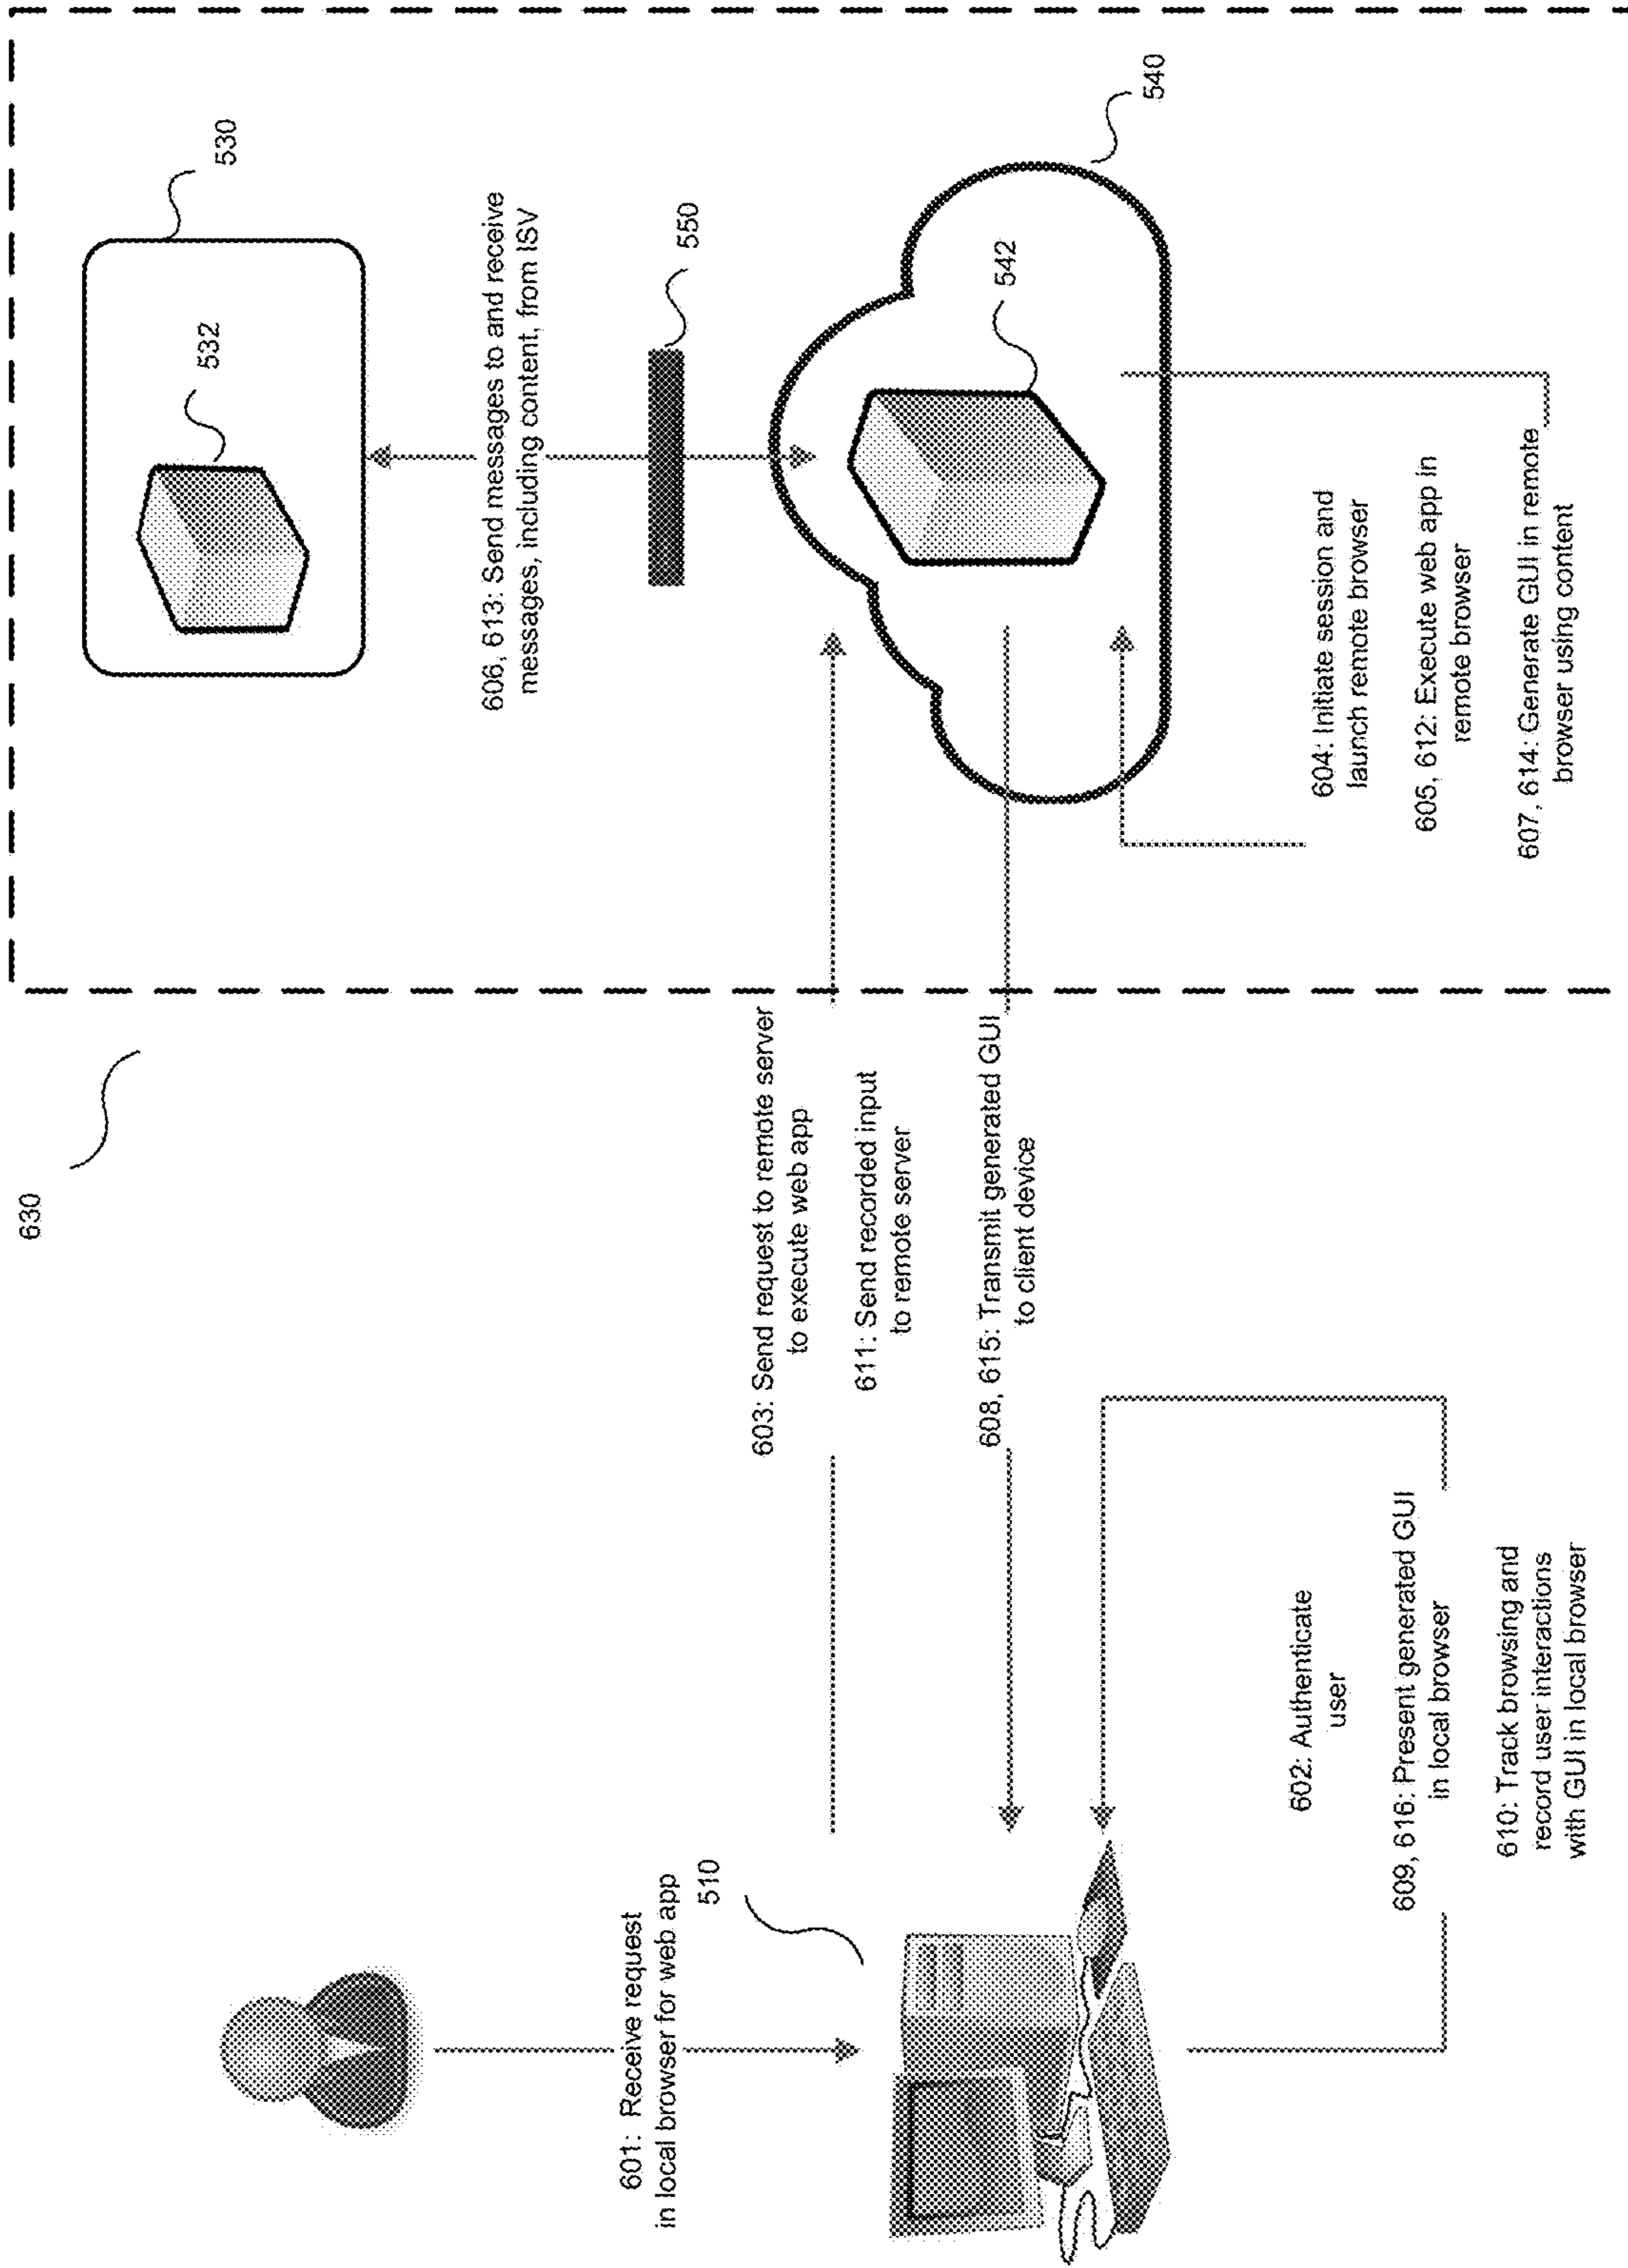 630
530
532
606, 613: Send messages to and receive
messages, including content, from ISV
550
540
542
601: Receive request
in local browser for web app
510
603: Send request to remote server
to execute web app
611: Send recorded input
to remote server
608, 615: Transmit generated GUI
to client device
602: Authenticate
user
609, 616: Present generated GUI
in local browser
610: Track browsing and
record user interactions
with GUI in local browser
604: Initiate session and
launch remote browser
605, 612: Execute web app in
remote browser
607, 614: Generate GUI in remote
browser using content